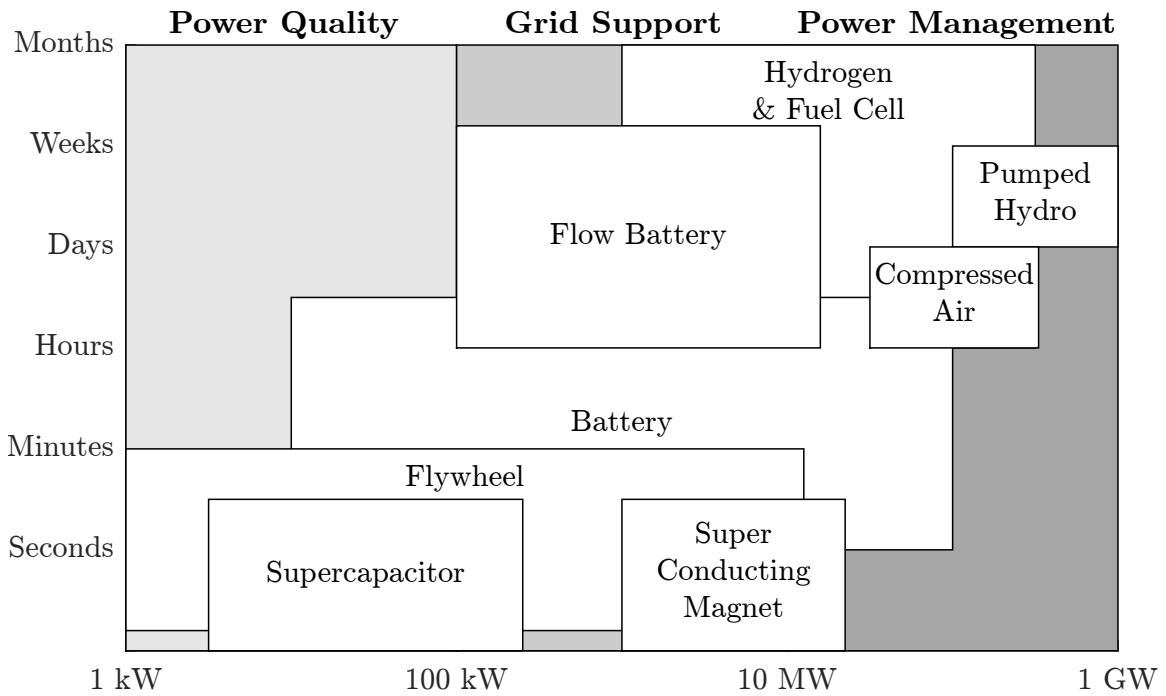 Power Quality
Grid Support
Power Management
Months
Weeks
Days
Hours
Minutes
Seconds
Hydrogen
& Fuel Cell
Pumped
Hydro
Flow Battery
Compressed
Air
Battery
Flywheel
Supercapacitor
Super
Conducting
Magnet
1 kW
100 kW
10 MW
1 GW